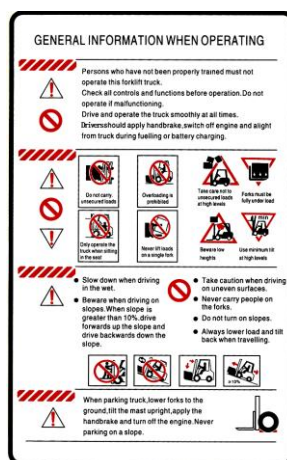 GENERAL INFORMATION WHEN OPERATING
Persons who have not been properly trained must not
operate this forklift truck.
Check all controls and functions before operation.Do not
operate if malfunctioning.
Drive and operate the truck smoothly at all times.
Drivers should apply handbrake,switch off engine and alight
from truck during fuelling or battery charging.
Do not carry
unsecured loads
Overloading is
prohibited
Take care not to
unsecured loads
at high levels
Forks must be
fully under load
Only operate the
truck when sitting
in the seat
Never lift loads
on a single fork
Beware low
heights
min
Use minimum tilt
at high levels
Slow down when driving
in the wet.
Beware when driving on
slopes.When slope is
greater than 10%.drive
forwards up the slope and
drive backwards down the
slope.
Take caution when driving
on uneven surfaces.
Never carry people on
the forks.
Do not turn on slopes.
Always lower load and tilt
back when travelling.
When parking truck,lower forks to the
ground,tilt the mast upright,apply the
handbrake and turn off the engine. Never
parking on a slope.